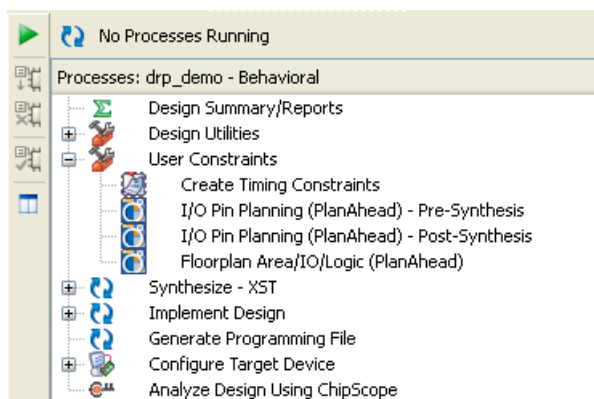 No Processes Running
Processes: drp_demo - Behavioral
Design Summary/Reports
Design Utilities
User Constraints
Create Timing Constraints
I/O Pin Planning (PlanAhead) - Pre-Synthesis
I/O Pin Planning (PlanAhead) - Post-Synthesis
Floorplan Area/IO/Logic (PlanAhead)
Synthesize - XST
Implement Design
Generate Programming File
Configure Target Device
Analyze Design Using ChipScope